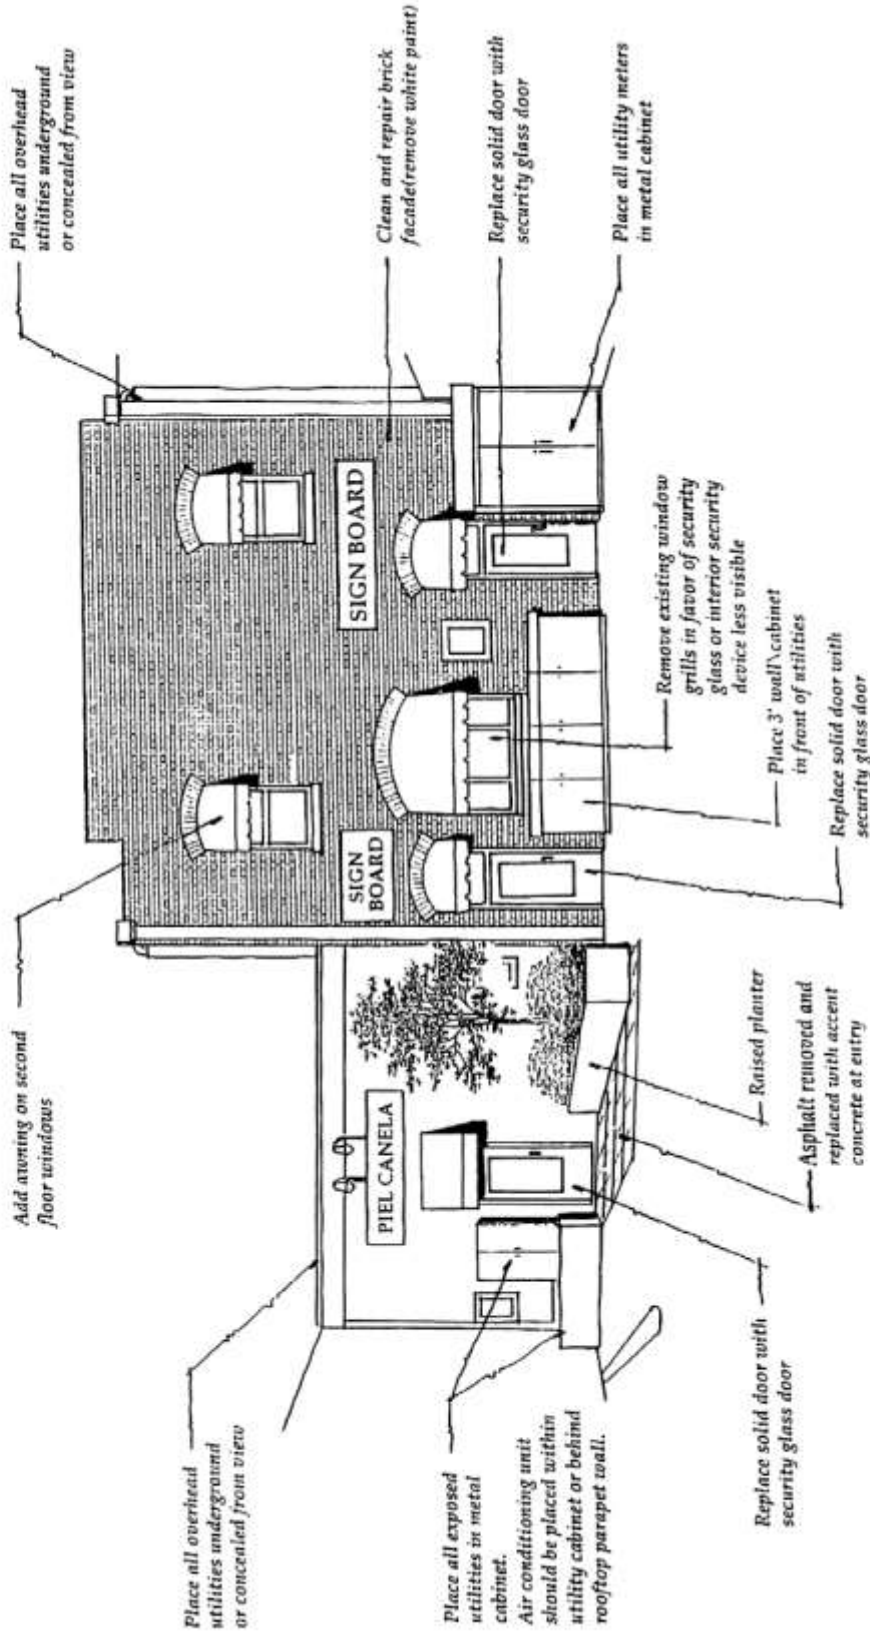 Place all overhead
utilities underground
or concealed from view
Add awning on second
floor windows
Place all overhead
utilities underground
or concealed from view
Clean and repair brick
facade(remove white paint)
Replace solid door with
security glass door
Place all utility meters
in metal cabinet
SIGN
BOARD
SIGN BOARD
PIEL CANELA
Place all exposed
utilities in metal
cabinet.
Air conditioning unit
should be placed within
utility cabinet or behind
rooftop parapet wall.
Replace solid door with
security glass door
Asphalt removed and
replaced with accent
concrete at entry
Raised planter
Replace solid door with
security glass door
Place 3' wall\cabinet
in front of utilities
Remove existing window
grills in favor of security
glass or interior security
device less visible